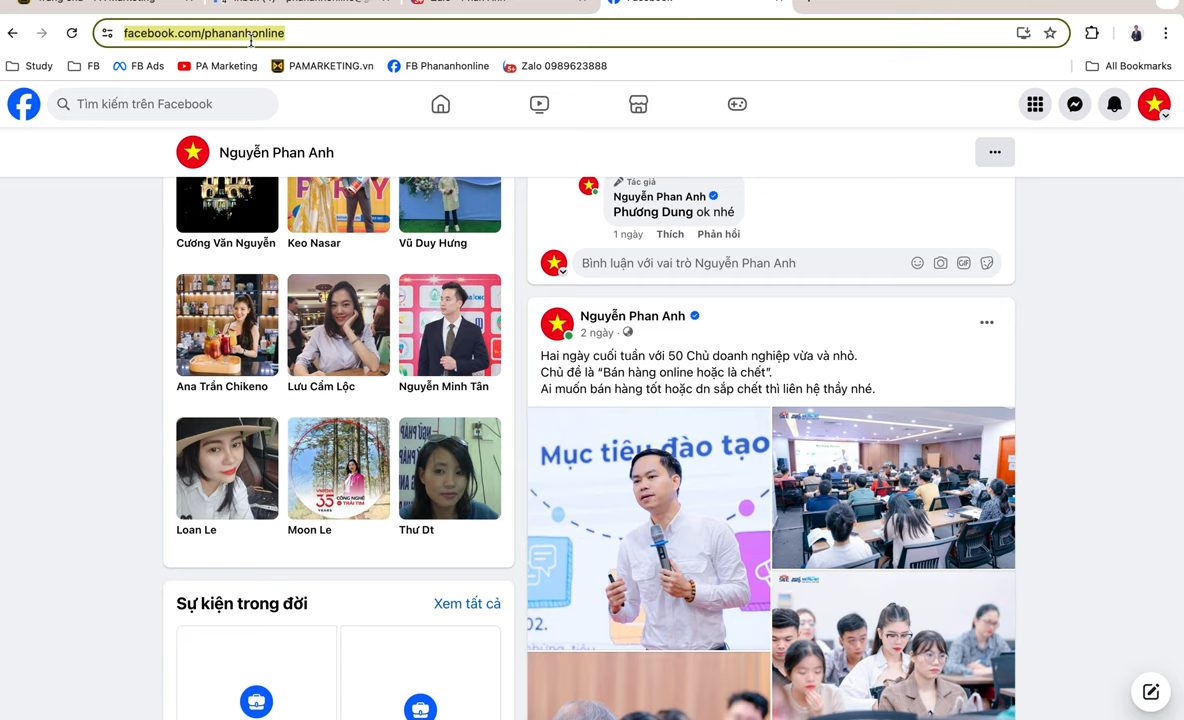 facebook.com/phananhonline
Study
FB
FB Ads
PA Marketing
PAMARKETING.vn
FB Phananhonline
Zalo 0989623888
All Bookmarks
Tìm kiếm trên Facebook
Nguyễn Phan Anh
Cương Văn Nguyễn
Keo Nasar
Vũ Duy Hưng
Ana Trần Chikeno
Lưu Cẩm Lộc
Nguyễn Minh Tân
Loan Le
Moon Le
Thư Dt
Sự kiện trong đời
Xem tất cả
Tác giả
Nguyễn Phan Anh
Phương Dung ok nhé
1 ngày Thích Phản hồi
Bình luận với vai trò Nguyễn Phan Anh
GIF
Nguyễn Phan Anh
2 ngày ·
Hai ngày cuối tuần với 50 Chủ doanh nghiệp vừa và nhỏ.
Chủ đề là “Bán hàng online hoặc là chết”.
Ai muốn bán hàng tốt hoặc dn sắp chết thì liên hệ thầy nhé.
Mục tiêu đào tạo
02.